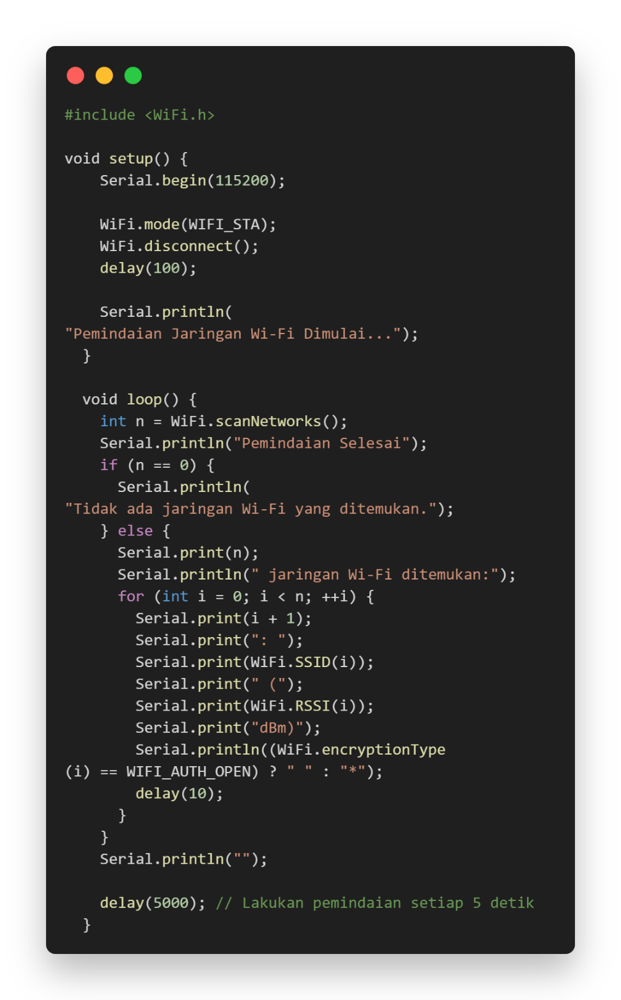 #include <WiFi.h>

void setup() {
    Serial.begin(115200);

    WiFi.mode(WIFI_STA);
    WiFi.disconnect();
    delay(100);

    Serial.println(
"Pemindaian Jaringan Wi-Fi Dimulai...");
  }

  void loop() {
    int n = WiFi.scanNetworks();
    Serial.println("Pemindaian Selesai");
    if (n == 0) {
      Serial.println(
"Tidak ada jaringan Wi-Fi yang ditemukan.");
    } else {
      Serial.print(n);
      Serial.println(" jaringan Wi-Fi ditemukan:");
      for (int i = 0; i < n; ++i) {
        Serial.print(i + 1);
        Serial.print(": ");
        Serial.print(WiFi.SSID(i));
        Serial.print(" (");
        Serial.print(WiFi.RSSI(i));
        Serial.print("dBm)");
        Serial.println((WiFi.encryptionType
(i) == WIFI_AUTH_OPEN) ? " " : "*");
        delay(10);
      }
    }
    Serial.println("");

    delay(5000); // Lakukan pemindaian setiap 5 detik
  }